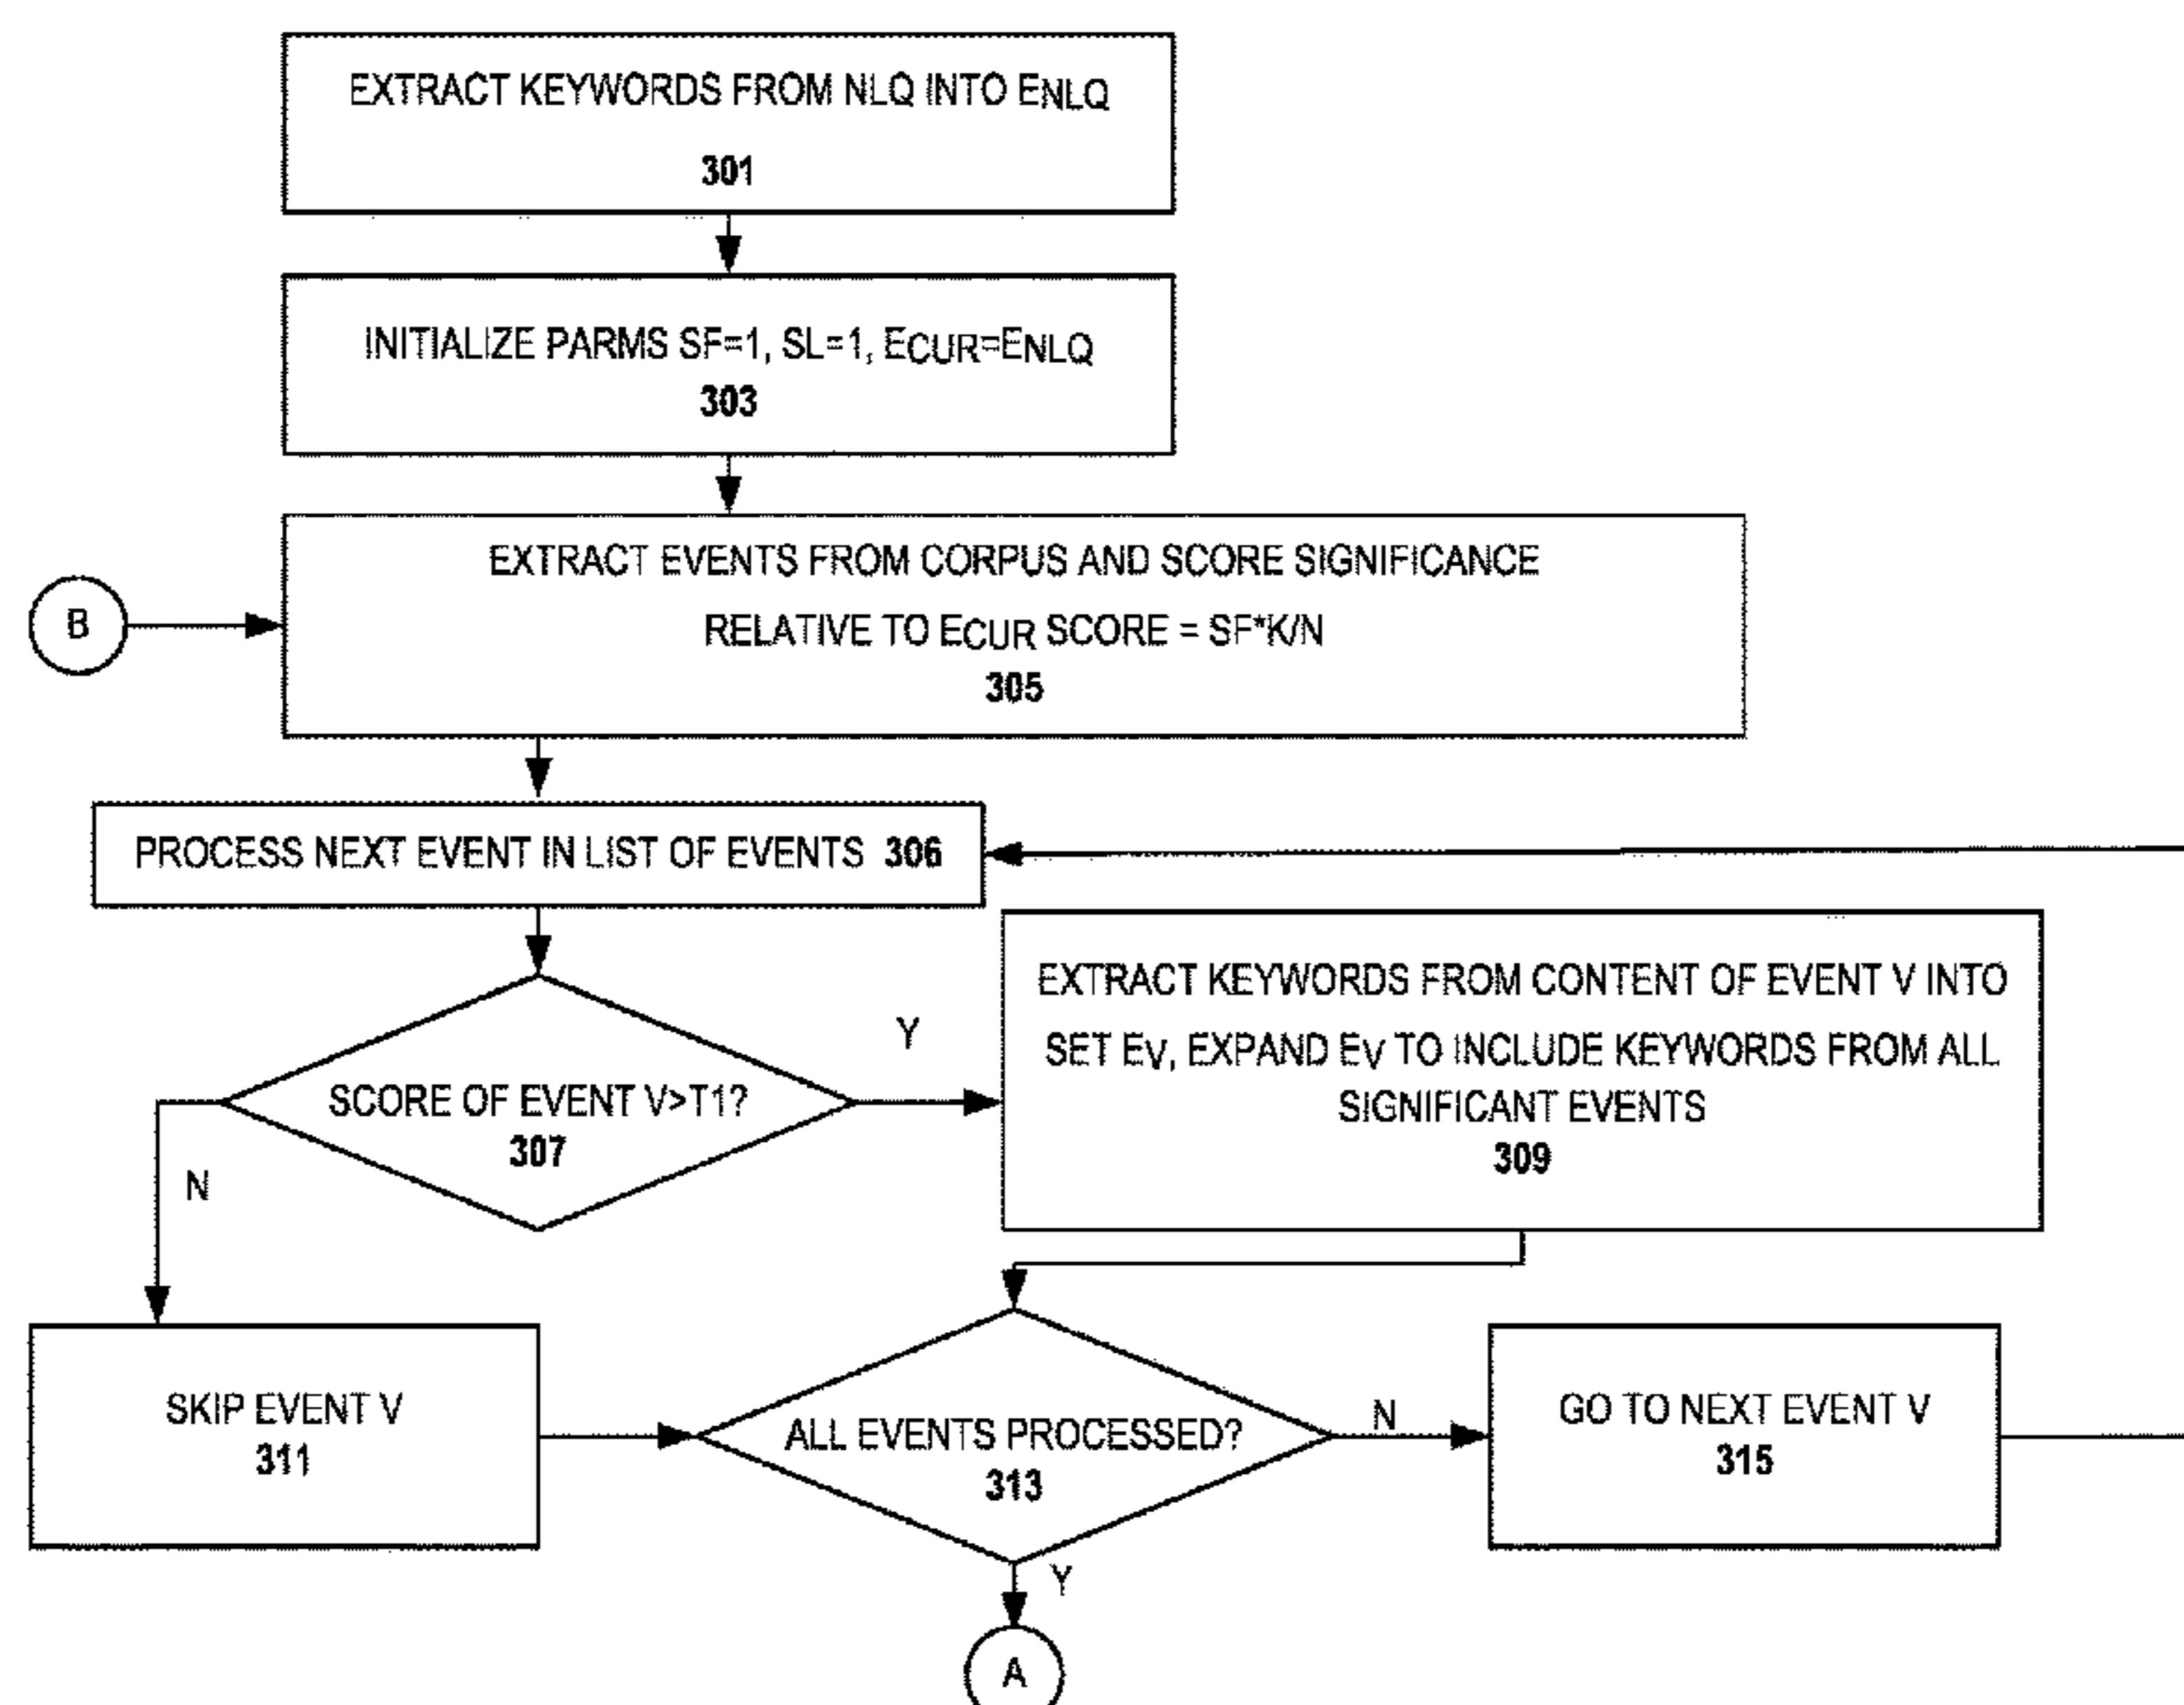 EXTRACT KEYWORDS FROM NLQ INTO ENLQ
301
INITIALIZE PARMS SF=1, SL=1, ECUR=ENLQ
303
EXTRACT EVENTS FROM CORPUS AND SCORE SIGNIFICANCE
RELATIVE TO ECUR SCORE = SF*K/N
305
B
PROCESS NEXT EVENT IN LIST OF EVENTS 306
EXTRACT KEYWORDS FROM CONTENT OF EVENT V INTO
SET EV, EXPAND EV TO INCLUDE KEYWORDS FROM ALL
SIGNIFICANT EVENTS
309
Y
SCORE OF EVENT V>T1?
307
N
SKIP EVENT V
311
ALL EVENTS PROCESSED?
313
N
GO TO NEXT EVENT V
315
Y
A